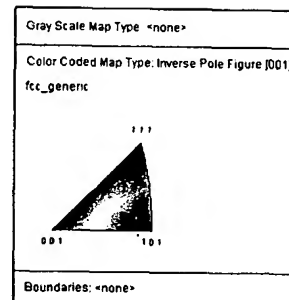 Gray Scale Map Type <none>
Color Coded Map Type: Inverse Pole Figure [001]
fcc_generic
111
001 101
Boundaries: <none>